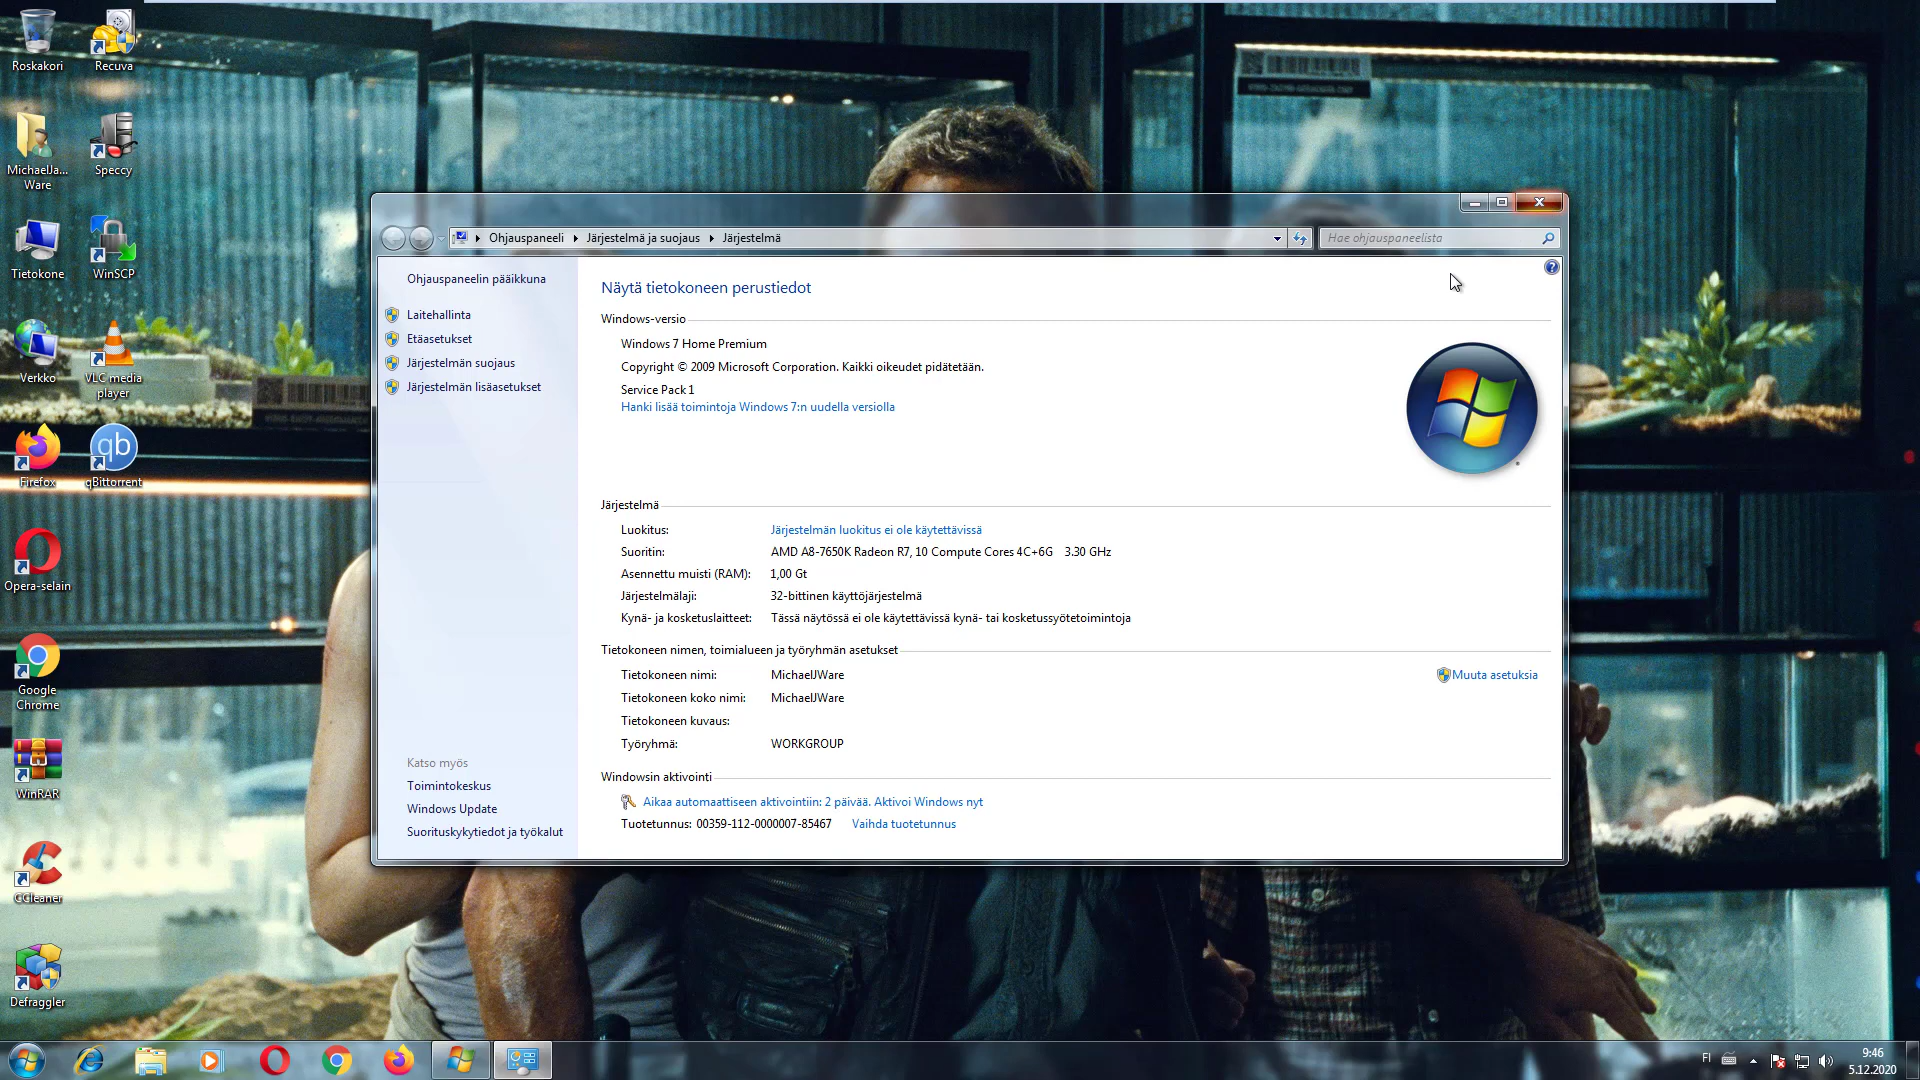 Roskakori
Recuva
MichaelJa...
Ware
Speccy
Tietokone
WinSCP
Verkko
VLC media
player
Firefox
qBittorrent
Opera-selain
Google
Chrome
WinRAR
CCleaner
Defraggler
Ohjauspaneeli
Järjestelmä ja suojaus
Järjestelmä
Hae ohjauspaneelista
Ohjauspaneelin pääikkuna
Laitehallinta
Etäasetukset
Järjestelmän suojaus
Järjestelmän lisäasetukset
Katso myös
Toimintokeskus
Windows Update
Suorituskykytiedot ja työkalut
Näytä tietokoneen perustiedot
Windows-versio
Windows 7 Home Premium
Copyright © 2009 Microsoft Corporation. Kaikki oikeudet pidätetään.
Service Pack 1
Hanki lisää toimintoja Windows 7:n uudella versiolla
Järjestelmä
Luokitus: Järjestelmän luokitus ei ole käytettävissä
Suoritin: AMD A8-7650K Radeon R7, 10 Compute Cores 4C+6G 3.30 GHz
Asennettu muisti (RAM): 1,00 Gt
Järjestelmälaji: 32-bittinen käyttöjärjestelmä
Kynä- ja kosketuslaitteet: Tässä näytössä ei ole käytettävissä kynä- tai kosketussyötetoimintoja
Tietokoneen nimen, toimialueen ja työryhmän asetukset
Tietokoneen nimi: MichaelJWare
Muuta asetuksia
Tietokoneen koko nimi: MichaelJWare
Tietokoneen kuvaus:
Työryhmä: WORKGROUP
Windowsin aktivointi
Aikaa automaattiseen aktivointiin: 2 päivää. Aktivoi Windows nyt
Tuotetunnus: 00359-112-0000007-85467 Vaihda tuotetunnus
FI
9:46
5.12.2020